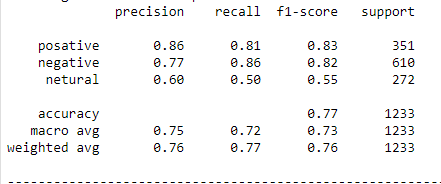 precision recall f1-score support
posative 0.86 0.81 0.83 351
negative 0.77 0.86 0.82 610
netural 0.60 0.50 0.55 272
accuracy 0.77 1233
macro avg 0.75 0.72 0.73 1233
weighted avg 0.76 0.77 0.76 1233